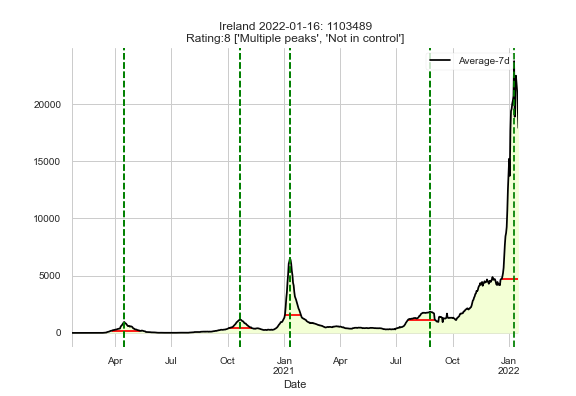 Ireland 2022-01-16: 1103489
Rating:8 ['Multiple peaks', 'Not in control']
Average-7d
20000
15000
10000
5000
0
Apr Jul Oct Jan Apr Jul Oct Jan
2021 2022
Date